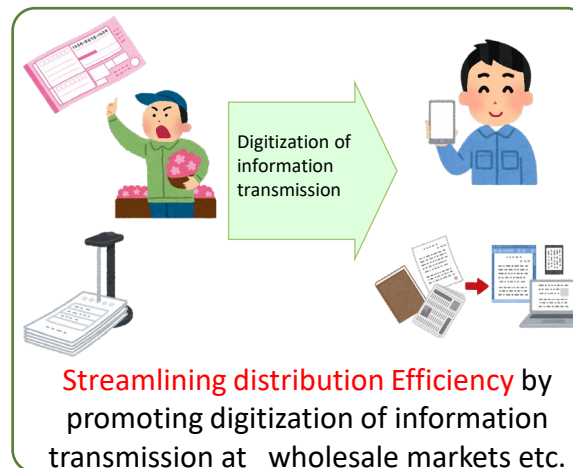 Digitization of
information
transmission
Streamlining distribution Efficiency by
promoting digitization of information
transmission at wholesale markets etc.